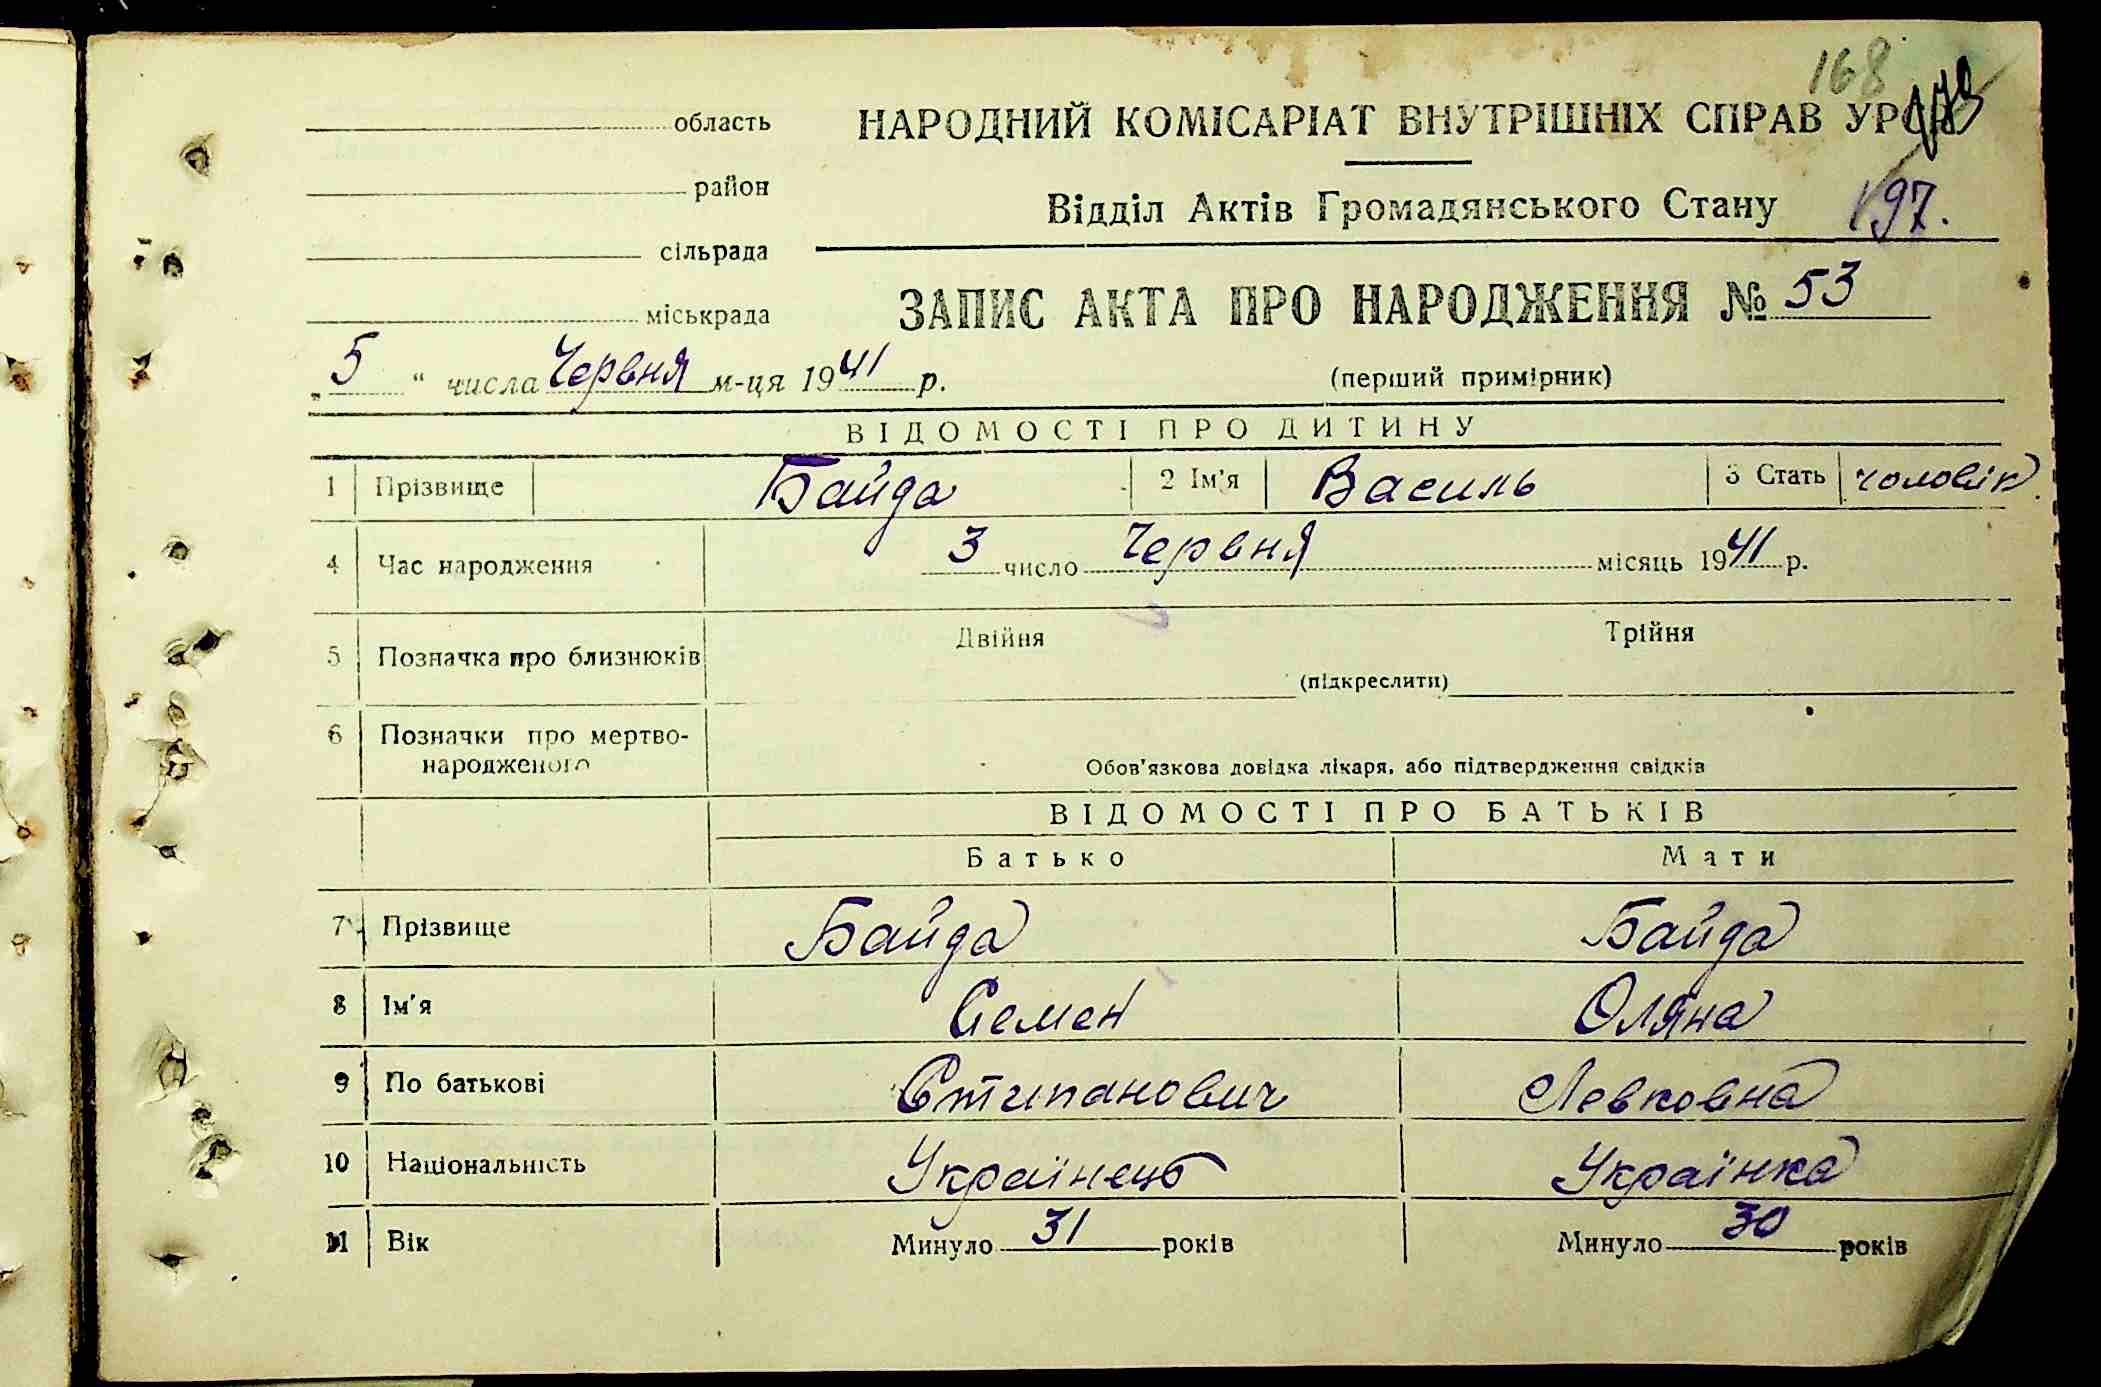 168
173
область
НАРОДНИЙ КОМІСАРІАТ ВНУТРІШНІХ СПРАВ УРСР
район
Відділ Актів Громадянського Стану 197.
сільрада
міськрада
ЗАПИС АКТА ПРО НАРОДЖЕННЯ № 53
„5“ числа Червня м-ця 1941 р.
(перший примірник)
ВІДОМОСТІ ПРО ДИТИНУ
1 Прізвище Байда 2 Ім'я Василь 3 Стать чоловік.
4 Час народження 3 число Червня місяць 1941 р.
5 Позначка про близнюків Двійня Трійня
(підкреслити)
6 Позначки про мертво-
народженого Обов'язкова довідка лікаря, або підтвердження свідків
ВІДОМОСТІ ПРО БАТЬКІВ
Батько Мати
7 Прізвище Байда Байда
8 Ім'я Семен Оляна
9 По батькові Стипанович Левковна
10 Національність Українець Українка
11 Вік Минуло 31 років Минуло 30 років